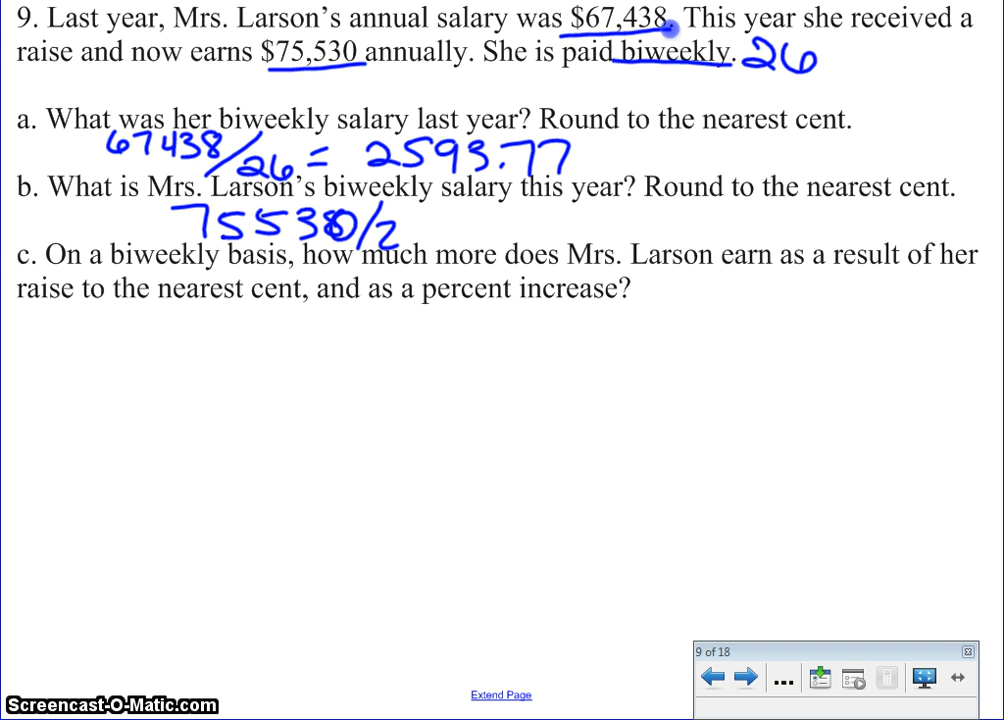 9. Last year, Mrs. Larson’s annual salary was $67,438. This year she received a
raise and now earns $75,530 annually. She is paid biweekly. 26
a. What was her biweekly salary last year? Round to the nearest cent.
67438/26 = 2593.77
b. What is Mrs. Larson’s biweekly salary this year? Round to the nearest cent.
75530/2
c. On a biweekly basis, how much more does Mrs. Larson earn as a result of her
raise to the nearest cent, and as a percent increase?
9 of 18
Extend Page
Screencast-O-Matic.com